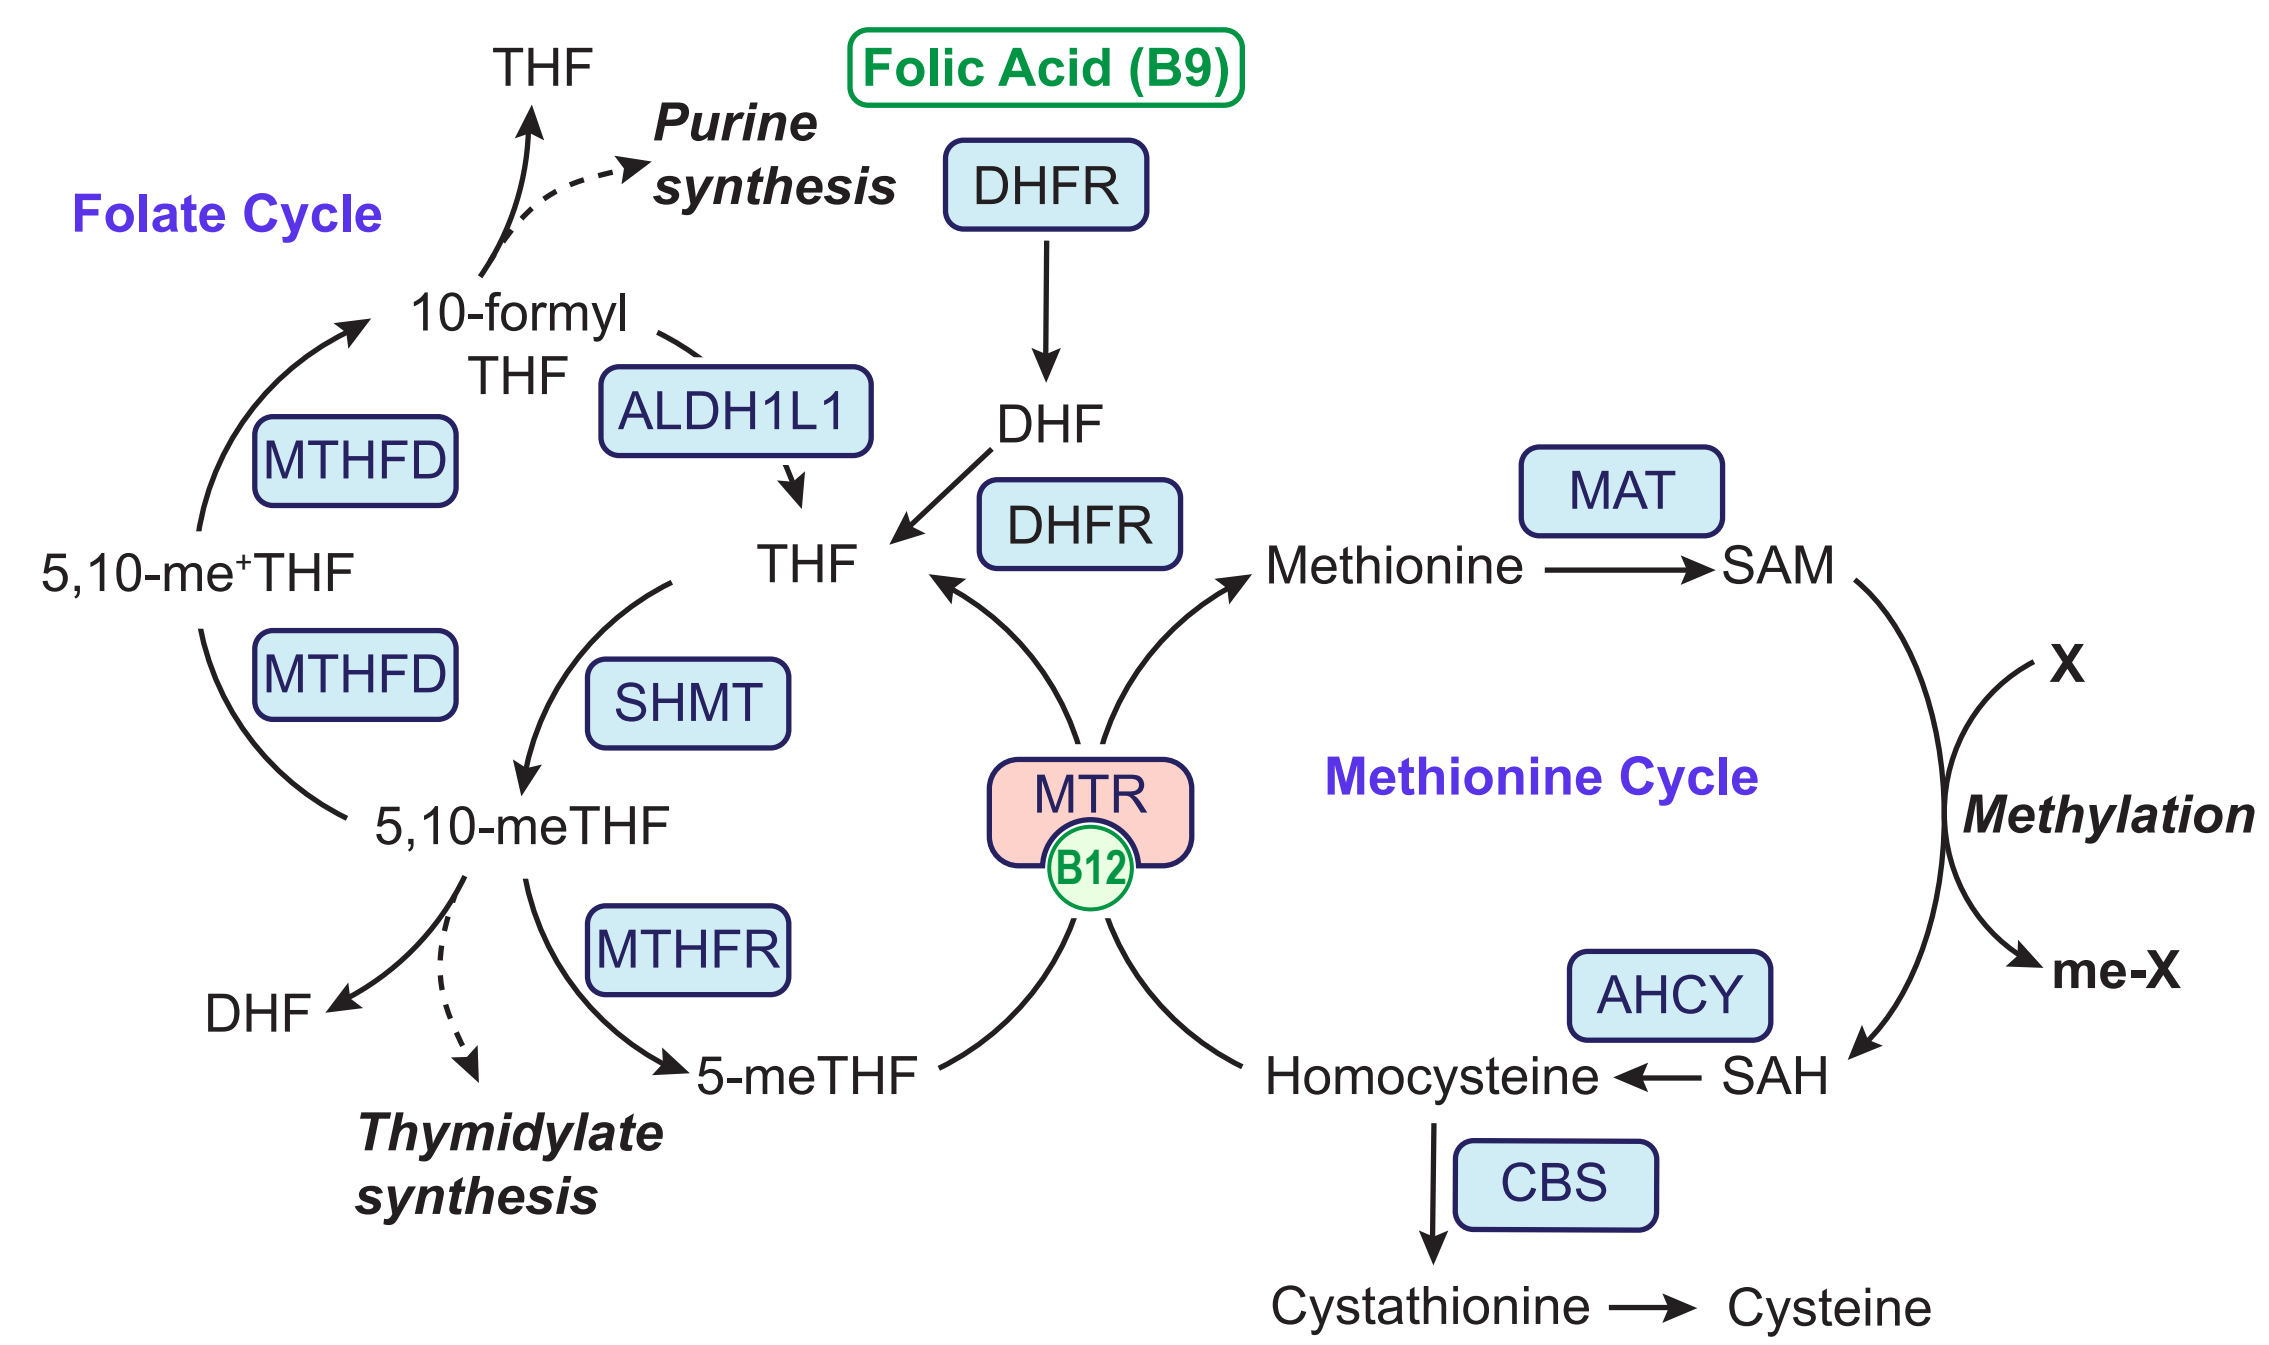 THF
Folic Acid (B9)
Purine
synthesis
DHFR
Folate Cycle
10-formyl
THF
ALDH1L1
DHF
MTHFD
MAT
DHFR
5,10-me⁺THF
THF
Methionine
SAM
MTHFD
SHMT
X
MTR
B12
Methionine Cycle
Methylation
5,10-meTHF
MTHFR
AHCY
me-X
DHF
5-meTHF
Homocysteine
SAH
Thymidylate
synthesis
CBS
Cystathionine
Cysteine